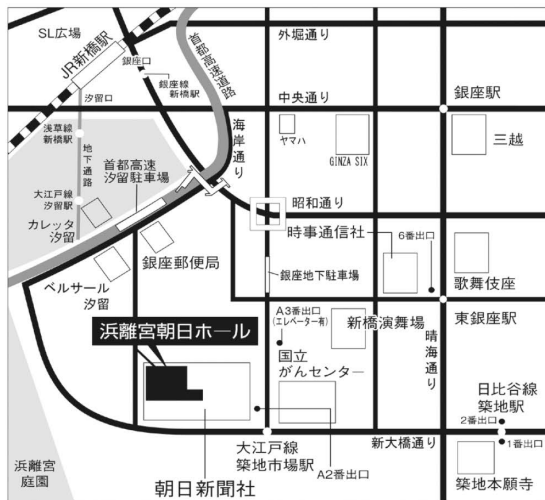 SL広場
JR新橋駅
銀座口
銀座線
新橋駅
首都高速道路
外堀通り
汐留口
中央通り
銀座駅
浅草線
新橋駅
地下通路
海岸通り
ヤマハ
GINZA SIX
三越
首都高速
汐留駐車場
大江戸線
汐留駅
カレッタ
汐留
昭和通り
時事通信社
6番出口
銀座郵便局
ベルサール
汐留
銀座地下駐車場
歌舞伎座
A3番出口
(エレベーター有)
新橋演舞場
東銀座駅
浜離宮朝日ホール
国立
がんセンター
晴海通り
日比谷線
築地駅
2番出口
大江戸線
築地市場駅
新大橋通り
1番出口
A2番出口
浜離宮
庭園
朝日新聞社
築地本願寺